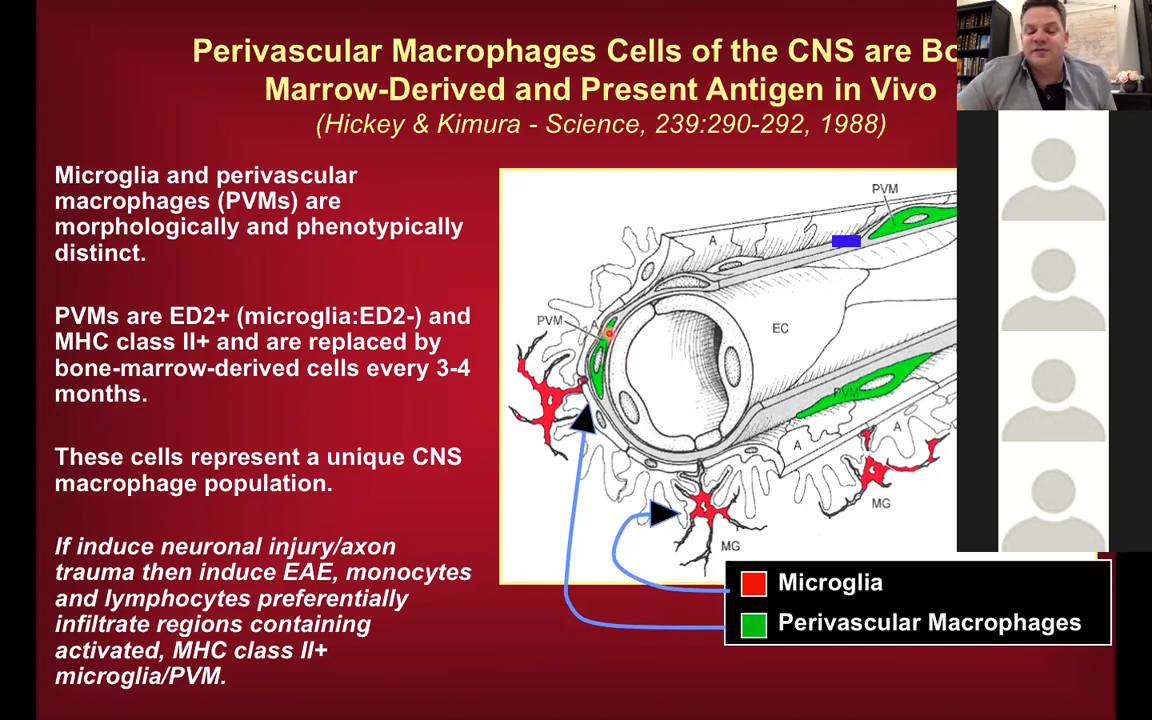 Perivascular Macrophages Cells of the CNS are Bo
Marrow-Derived and Present Antigen in Vivo
(Hickey & Kimura - Science, 239:290-292, 1988)
Microglia and perivascular
macrophages (PVMs) are
morphologically and phenotypically
distinct.
PVMs are ED2+ (microglia:ED2-) and
MHC class II+ and are replaced by
bone-marrow-derived cells every 3-4
months.
These cells represent a unique CNS
macrophage population.
If induce neuronal injury/axon
trauma then induce EAE, monocytes
and lymphocytes preferentially
infiltrate regions containing
activated, MHC class II+
microglia/PVM.
PVM
A
PVM
A
EC
PVM
A
A
MG
MG
Microglia
Perivascular Macrophages